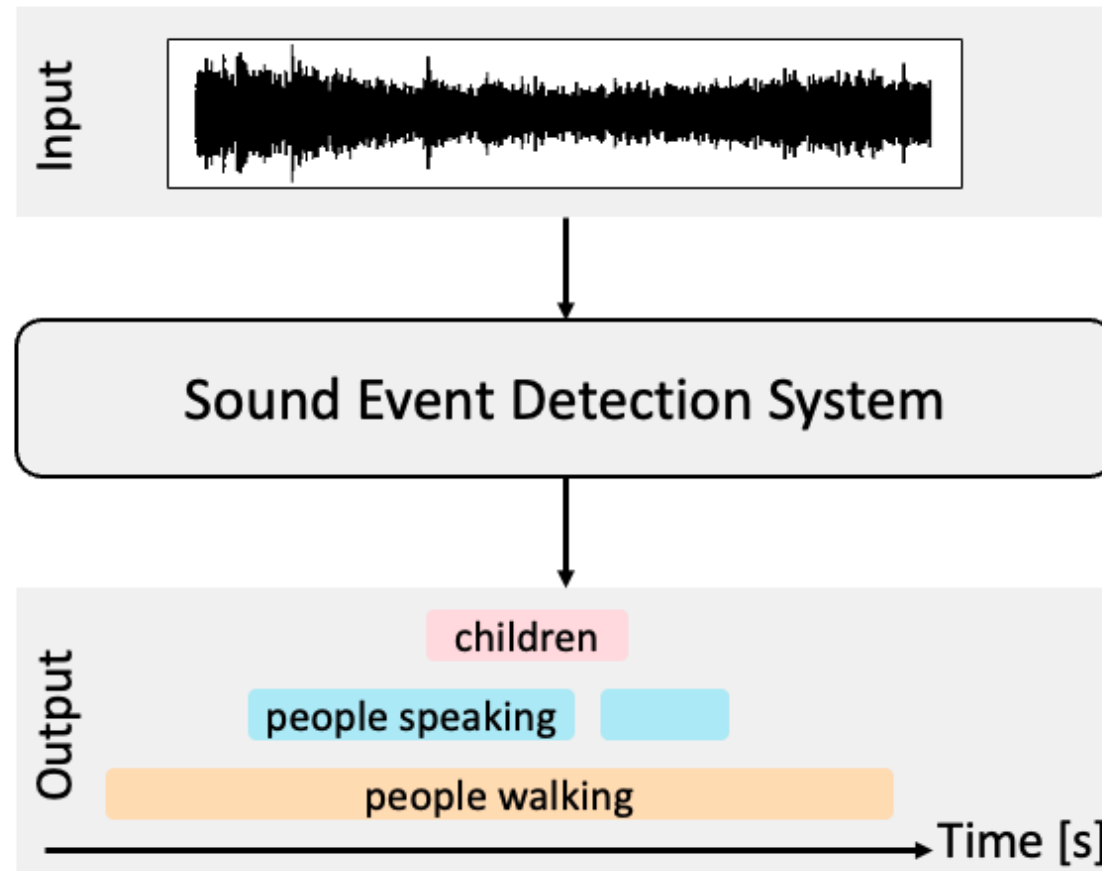 Input
Sound Event Detection System
Output
children
people speaking
people walking
Time [s]